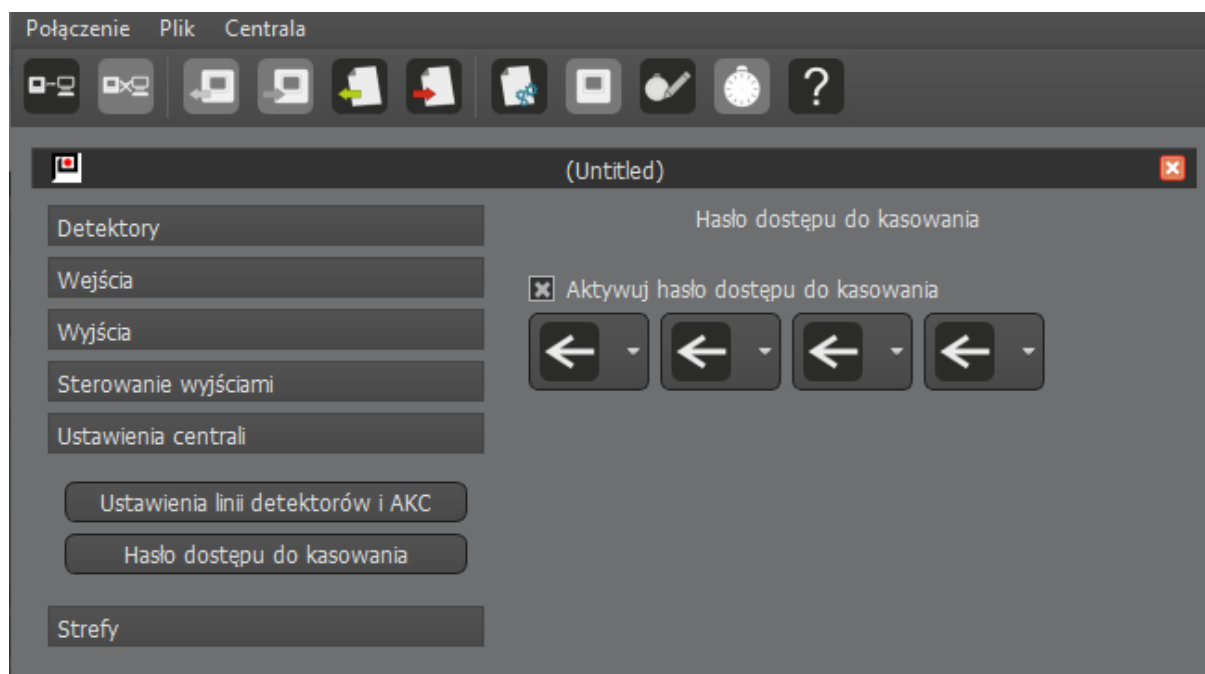 Połączenie Plik Centrala
?
(Untitled)
Detektory
Wejścia
Wyjścia
Sterowanie wyjściami
Ustawienia centrali
Ustawienia linii detektorów i AKC
Hasło dostępu do kasowania
Strefy
Hasło dostępu do kasowania
Aktywuj hasło dostępu do kasowania